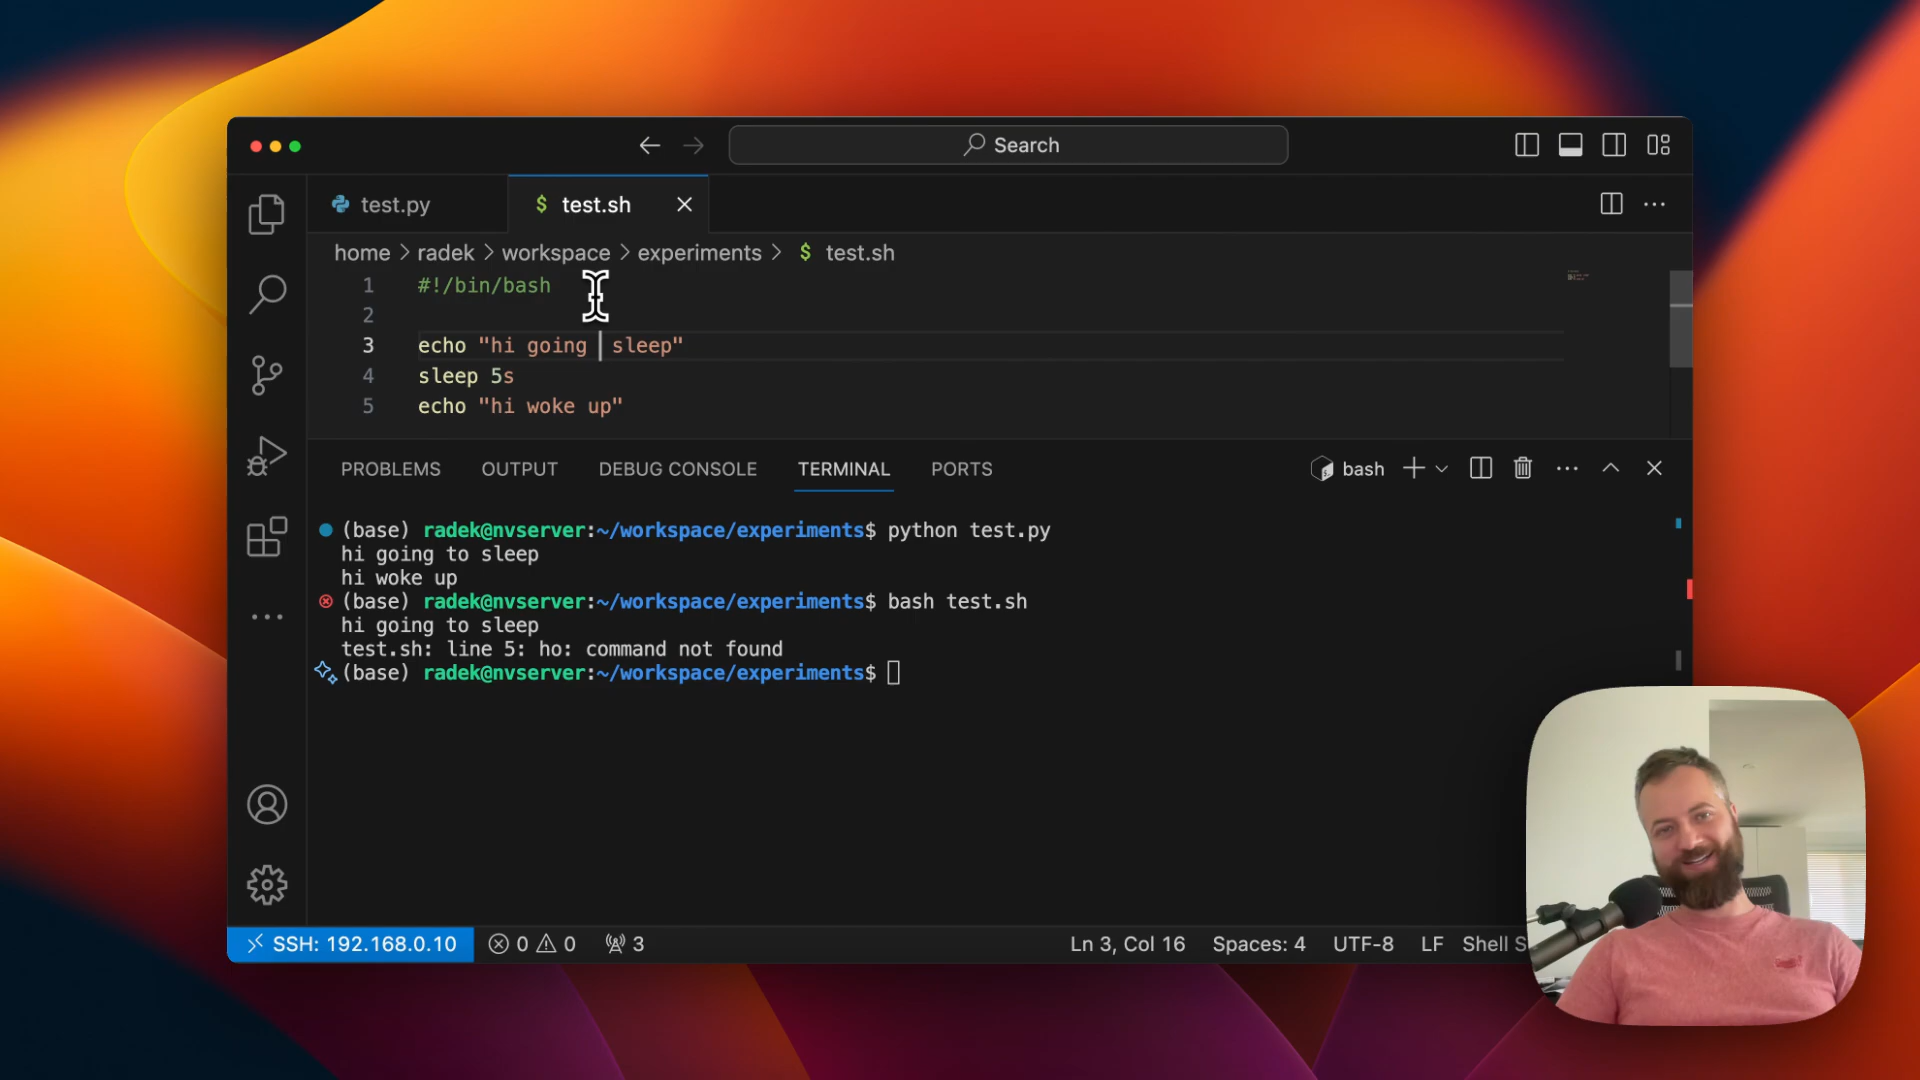 Search
test.py
$ test.sh
home > radek > workspace > experiments > $ test.sh
1 #!/bin/bash
2
3 echo "hi going  sleep"
4 sleep 5s
5 echo "hi woke up"
PROBLEMS OUTPUT DEBUG CONSOLE TERMINAL PORTS
bash
(base) radek@nvserver:~/workspace/experiments$ python test.py
hi going to sleep
hi woke up
(base) radek@nvserver:~/workspace/experiments$ bash test.sh
hi going to sleep
test.sh: line 5: ho: command not found
(base) radek@nvserver:~/workspace/experiments$
SSH: 192.168.0.10 0 0 3 Ln 3, Col 16 Spaces: 4 UTF-8 LF Shell S